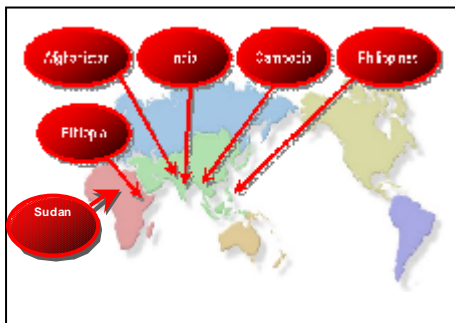 Afghanistan
India
Cambodia
Philippines
Ethiopia
Sudan